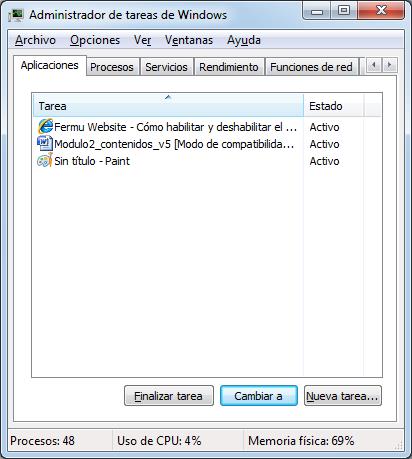 Administrador de tareas de Windows
Archivo Opciones Ver Ventanas Ayuda
Aplicaciones Procesos Servicios Rendimiento Funciones de red
Tarea Estado
Fermu Website - Cómo habilitar y deshabilitar el ... Activo
Modulo2_contenidos_v5 [Modo de compatibilida... Activo
Sin título - Paint Activo
Finalizar tarea Cambiar a Nueva tarea...
Procesos: 48 Uso de CPU: 4% Memoria física: 69%